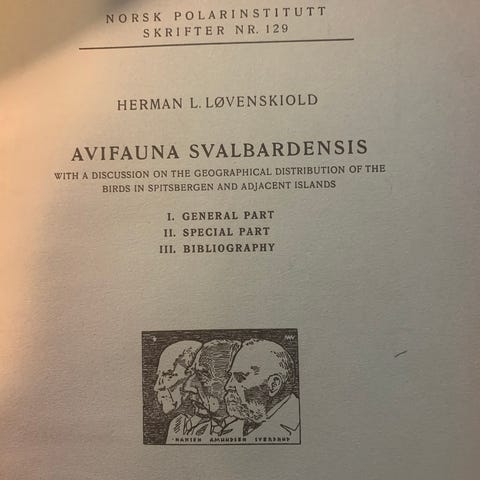 NORSK POLARINSTITUTT
SKRIFTER NR. 129
HERMAN L. LØVENSKIOLD
AVIFAUNA SVALBARDENSIS
WITH A DISCUSSION ON THE GEOGRAPHICAL DISTRIBUTION OF THE
BIRDS IN SPITSBERGEN AND ADJACENT ISLANDS
I. GENERAL PART
II. SPECIAL PART
III. BIBLIOGRAPHY
·NANSEN AMUNDSEN SVERDRUP